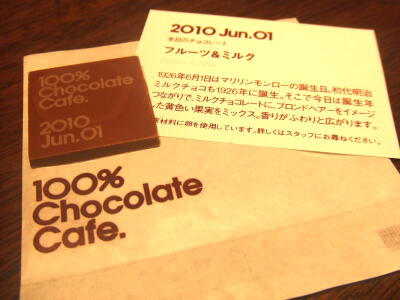 100%
Chocolate
Cafe.
2010
Jun.01
2010 Jun.01
本日のチョコレート
フルーツ&ミルク
Fruits & Milk
1926年6月1日はマリリンモンローの誕生日。初代明治
ミルクチョコも1926年に誕生。そこで今日は誕生年
つながりで、ミルクチョコレートに、ブロンドヘアーをイメージ
した黄色い果実をミックス。香りがふわりと広がります。
原材料に卵を使用しています。詳しくはスタッフにお尋ねください。
100%
Chocolate
Cafe.